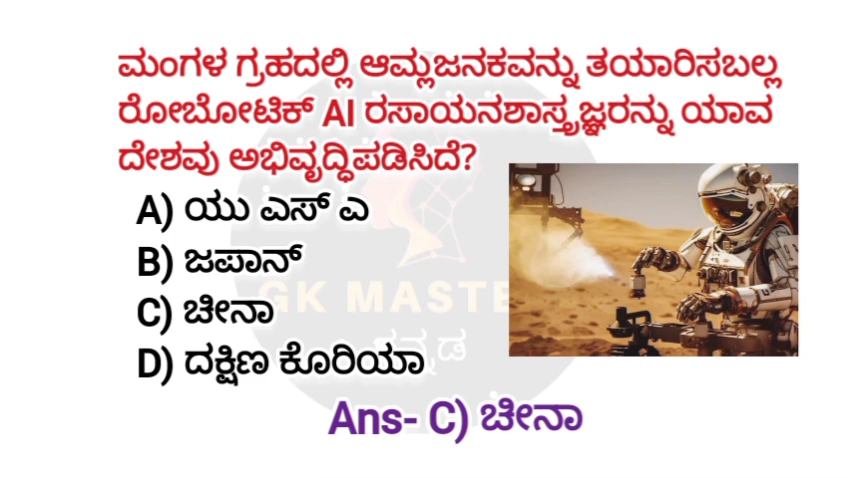 ಮಂಗಳ ಗ್ರಹದಲ್ಲಿ ಆಮ್ಲಜನಕವನ್ನು ತಯಾರಿಸಬಲ್ಲ
ರೋಬೋಟಿಕ್ AI ರಸಾಯನಶಾಸ್ತ್ರಜ್ಞರನ್ನು ಯಾವ
ದೇಶವು ಅಭಿವೃದ್ಧಿಪಡಿಸಿದೆ?
A) ಯು ಎಸ್ ಎ
B) ಜಪಾನ್
C) ಚೀನಾ
GK MASTE
D) ದಕ್ಷಿಣ ಕೊರಿಯಾ
Ans- C) ಚೀನಾ